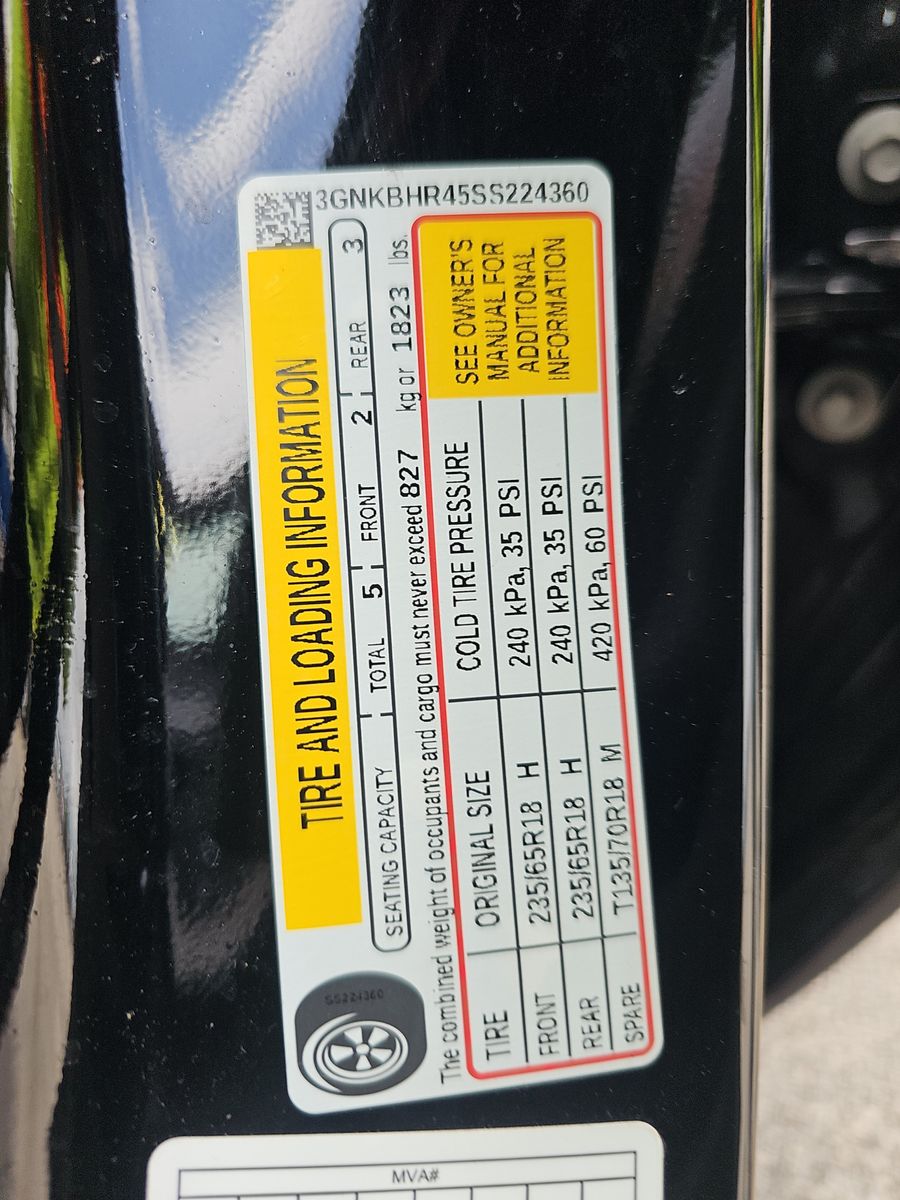 3GNKBHR45SS224360
TIRE AND LOADING INFORMATION
SEATING CAPACITY TOTAL 5 FRONT 2 REAR 3
The combined weight of occupants and cargo must never exceed 827 kg or 1823 lbs.
TIRE ORIGINAL SIZE COLD TIRE PRESSURE
FRONT 235/65R18 H 240 kPa, 35 PSI
REAR 235/65R18 H 240 kPa, 35 PSI
SPARE T135/70R18 M 420 kPa, 60 PSI
SEE OWNER'S
MANUAL FOR
ADDITIONAL
INFORMATION
SS224360
MVA#